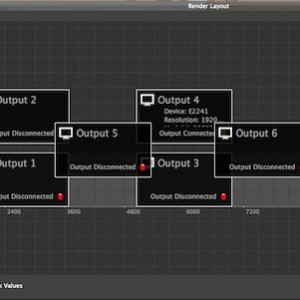 Render Layout
Output 2
Output 4
Device: E2241
Resolution: 1920
Output Disconnected
Output Connected
Output 5
Output 6
Output Disconnected
Output Disconnected
Output 1
Output 3
Output Disconnected
Output Disconnected
2400 3600 4800 6000 7200
Values